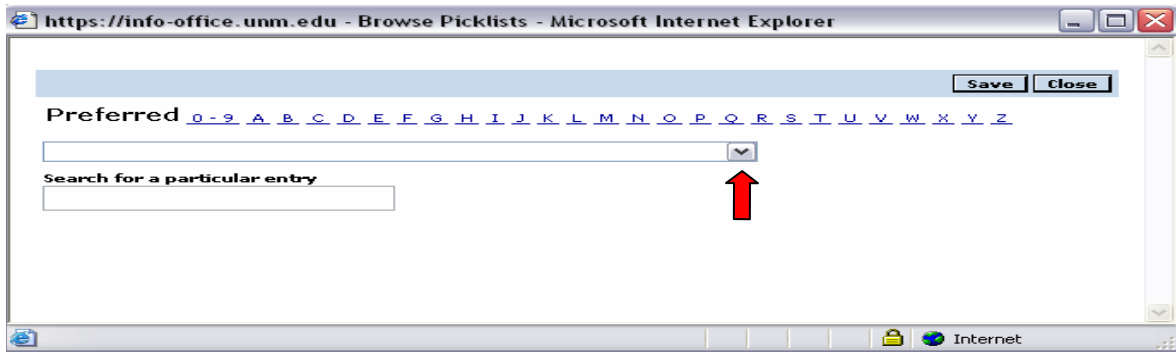 https://info-office.unm.edu - Browse Picklists - Microsoft Internet Explorer
Save Close
Preferred 0-9 A B C D E F G H I J K L M N O P Q R S T U V W X Y Z
Search for a particular entry
Internet